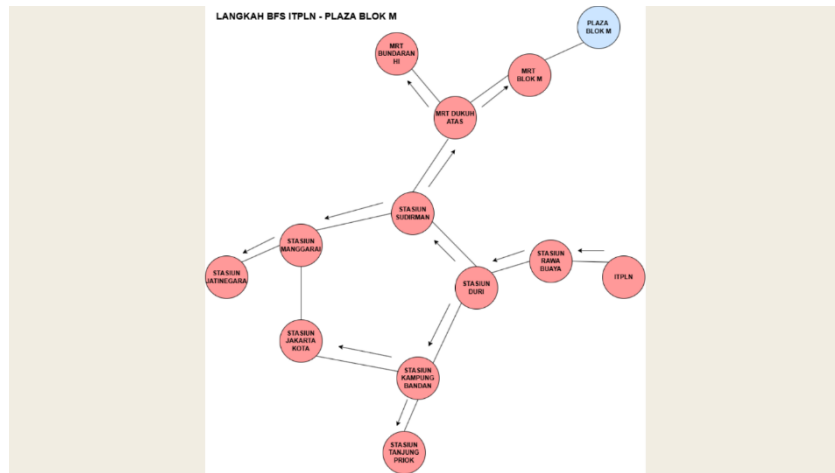 LANGKAH BFS ITPLN - PLAZA BLOK M
PLAZA
BLOK M
MRT
BUNDARAN
HI
MRT
BLOK M
MRT DUKUH
ATAS
STASIUN
SUDIRMAN
STASIUN
MANGGARAI
STASIUN
RAWA
BUAYA
STASIUN
JATINEGARA
ITPLN
STASIUN
DURI
STASIUN
JAKARTA
KOTA
STASIUN
KAMPUNG
BANDAN
STASIUN
TANJUNG
PRIOK